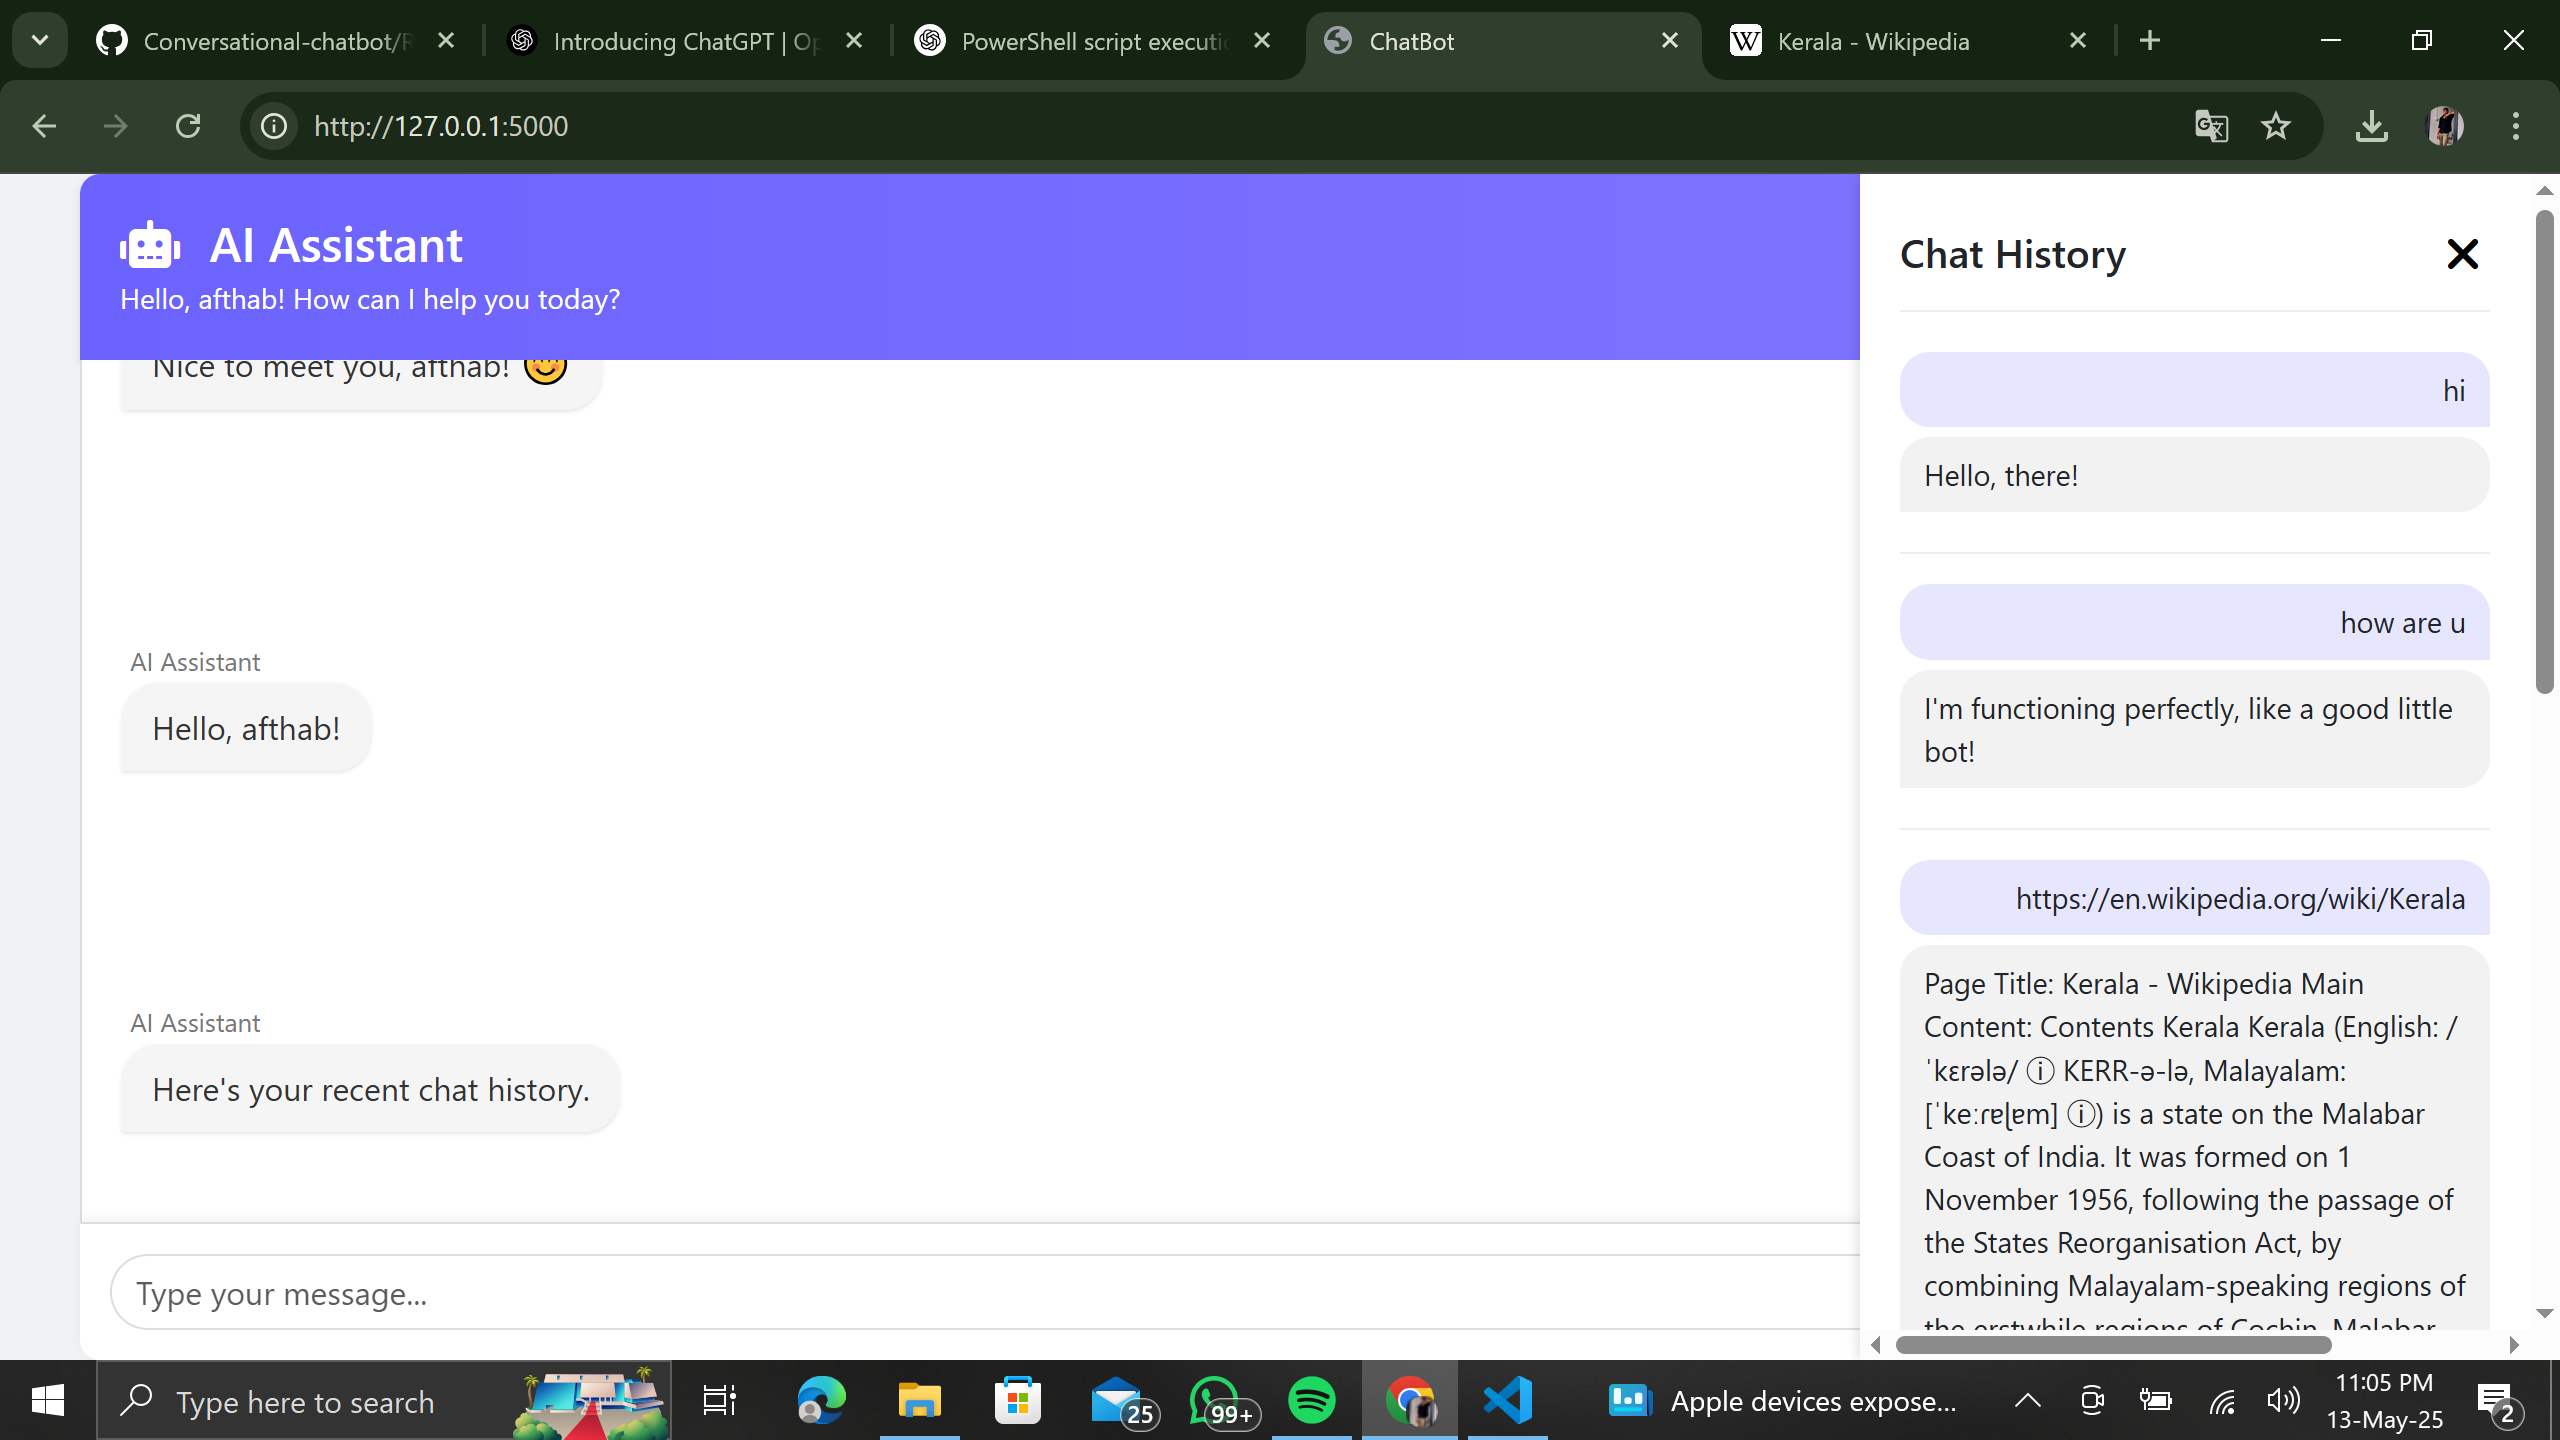 Conversational-chatbot/R
Introducing ChatGPT | Op
PowerShell script executi
ChatBot
Kerala - Wikipedia
http://127.0.0.1:5000
AI Assistant
Hello, afthab! How can I help you today?
Nice to meet you, afthab! 😊
AI Assistant
Hello, afthab!
AI Assistant
Here's your recent chat history.
Type your message...
Chat History
hi
Hello, there!
how are u
I'm functioning perfectly, like a good little
bot!
https://en.wikipedia.org/wiki/Kerala
Page Title: Kerala - Wikipedia Main
Content: Contents Kerala Kerala (English: /
ˈkɛrələ/ ⓘ KERR-ə-lə, Malayalam:
[ˈkeːɾɐɭɐm] ⓘ) is a state on the Malabar
Coast of India. It was formed on 1
November 1956, following the passage of
the States Reorganisation Act, by
combining Malayalam-speaking regions of
the erstwhile regions of Cochin, Malabar
Type here to search
25
99+
Apple devices expose...
11:05 PM
13-May-25
2